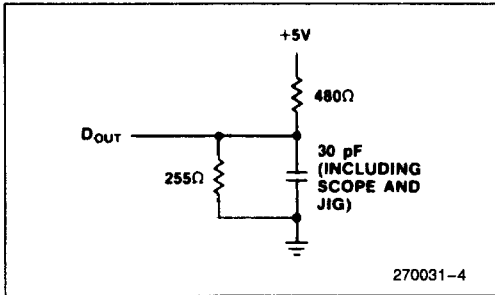 +5V
480Ω
DOUT
255Ω
30 pF
(INCLUDING
SCOPE AND
JIG)
270031-4